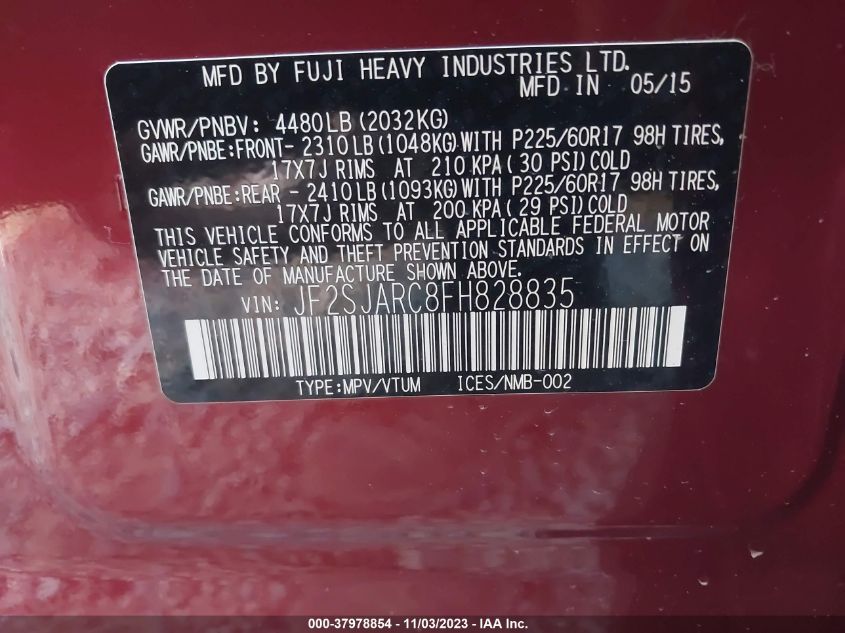 MFD BY FUJI HEAVY INDUSTRIES LTD.
MFD IN 05/15
GVWR/PNBV: 4480LB (2032KG)
GAWR/PNBE:FRONT- 2310LB (1048KG) WITH P225/60R17 98H TIRES,
17X7J RIMS AT 210 KPA ( 30 PSI) COLD
GAWR/PNBE:REAR - 2410LB (1093KG) WITH P225/60R17 98H TIRES,
17X7J RIMS AT 200 KPA ( 29 PSI) COLD
THIS VEHICLE CONFORMS TO ALL APPLICABLE FEDERAL MOTOR
VEHICLE SAFETY AND THEFT PREVENTION STANDARDS IN EFFECT ON
THE DATE OF MANUFACTURE SHOWN ABOVE.
VIN: JF2SJARC8FH828835
TYPE:MPV/VTUM ICES/NMB-002
000-37978854 - 11/03/2023 - IAA Inc.